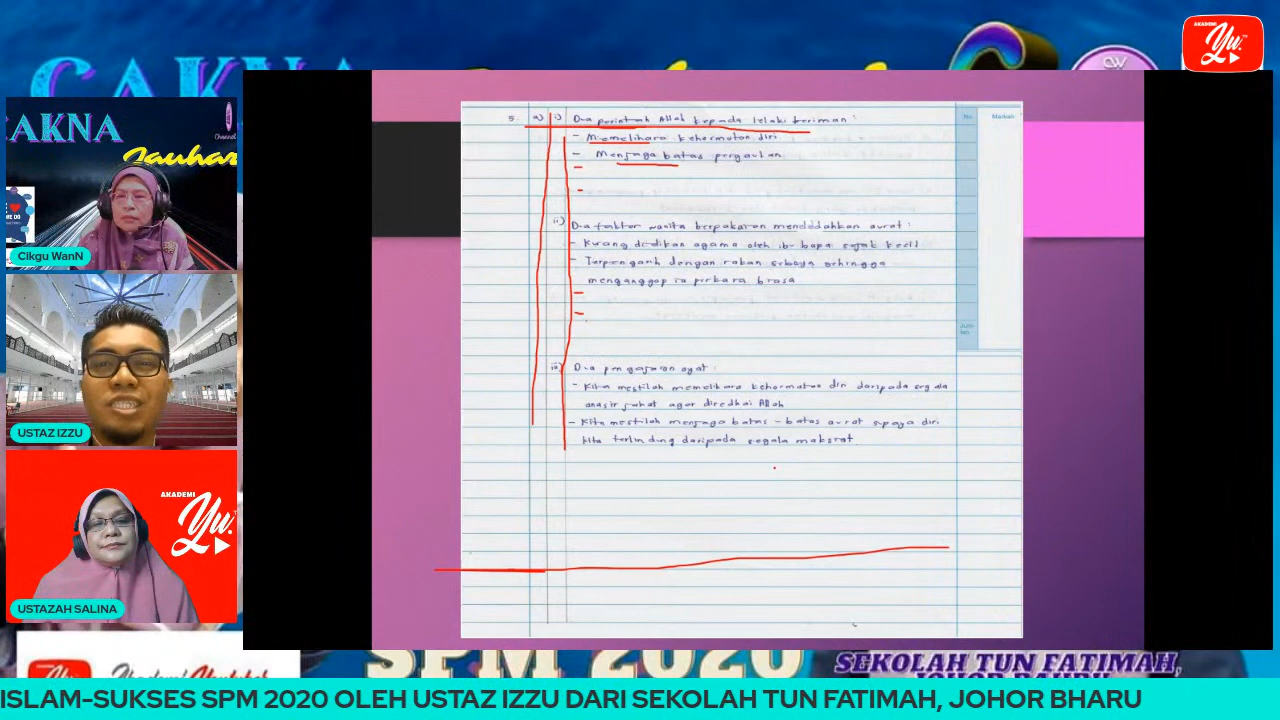 CAKNA
AKADEMI
Yu.
AKNA
Jauhar
Cikgu WanN
USTAZ IZZU
AKADEMI
Yu.
USTAZAH SALINA
No.
Markah
5. a) i) Dua perintah Allah kepada lelaki beriman :
- Memelihara kehormatan diri
- Menjaga batas pergaulan
ii) Dua faktor wanita berpakaian mendedahkan aurat :
- Kurang didikan agama oleh ibu bapa sejak kecil
- Terpengaruh dengan rakan sebaya sehingga
menganggap ia perkara biasa
iii) Dua pengajaran ayat :
- Kita mestilah memelihara kehormatan diri daripada segala
anasir jahat agar diredhai Allah
- Kita mestilah menjaga batas-batas aurat supaya diri
kita terlindung daripada segala maksiat.
SPM 2020
SEKOLAH TUN FATIMAH,
JOHOR BAHRU
ISLAM-SUKSES SPM 2020 OLEH USTAZ IZZU DARI SEKOLAH TUN FATIMAH, JOHOR BHARU